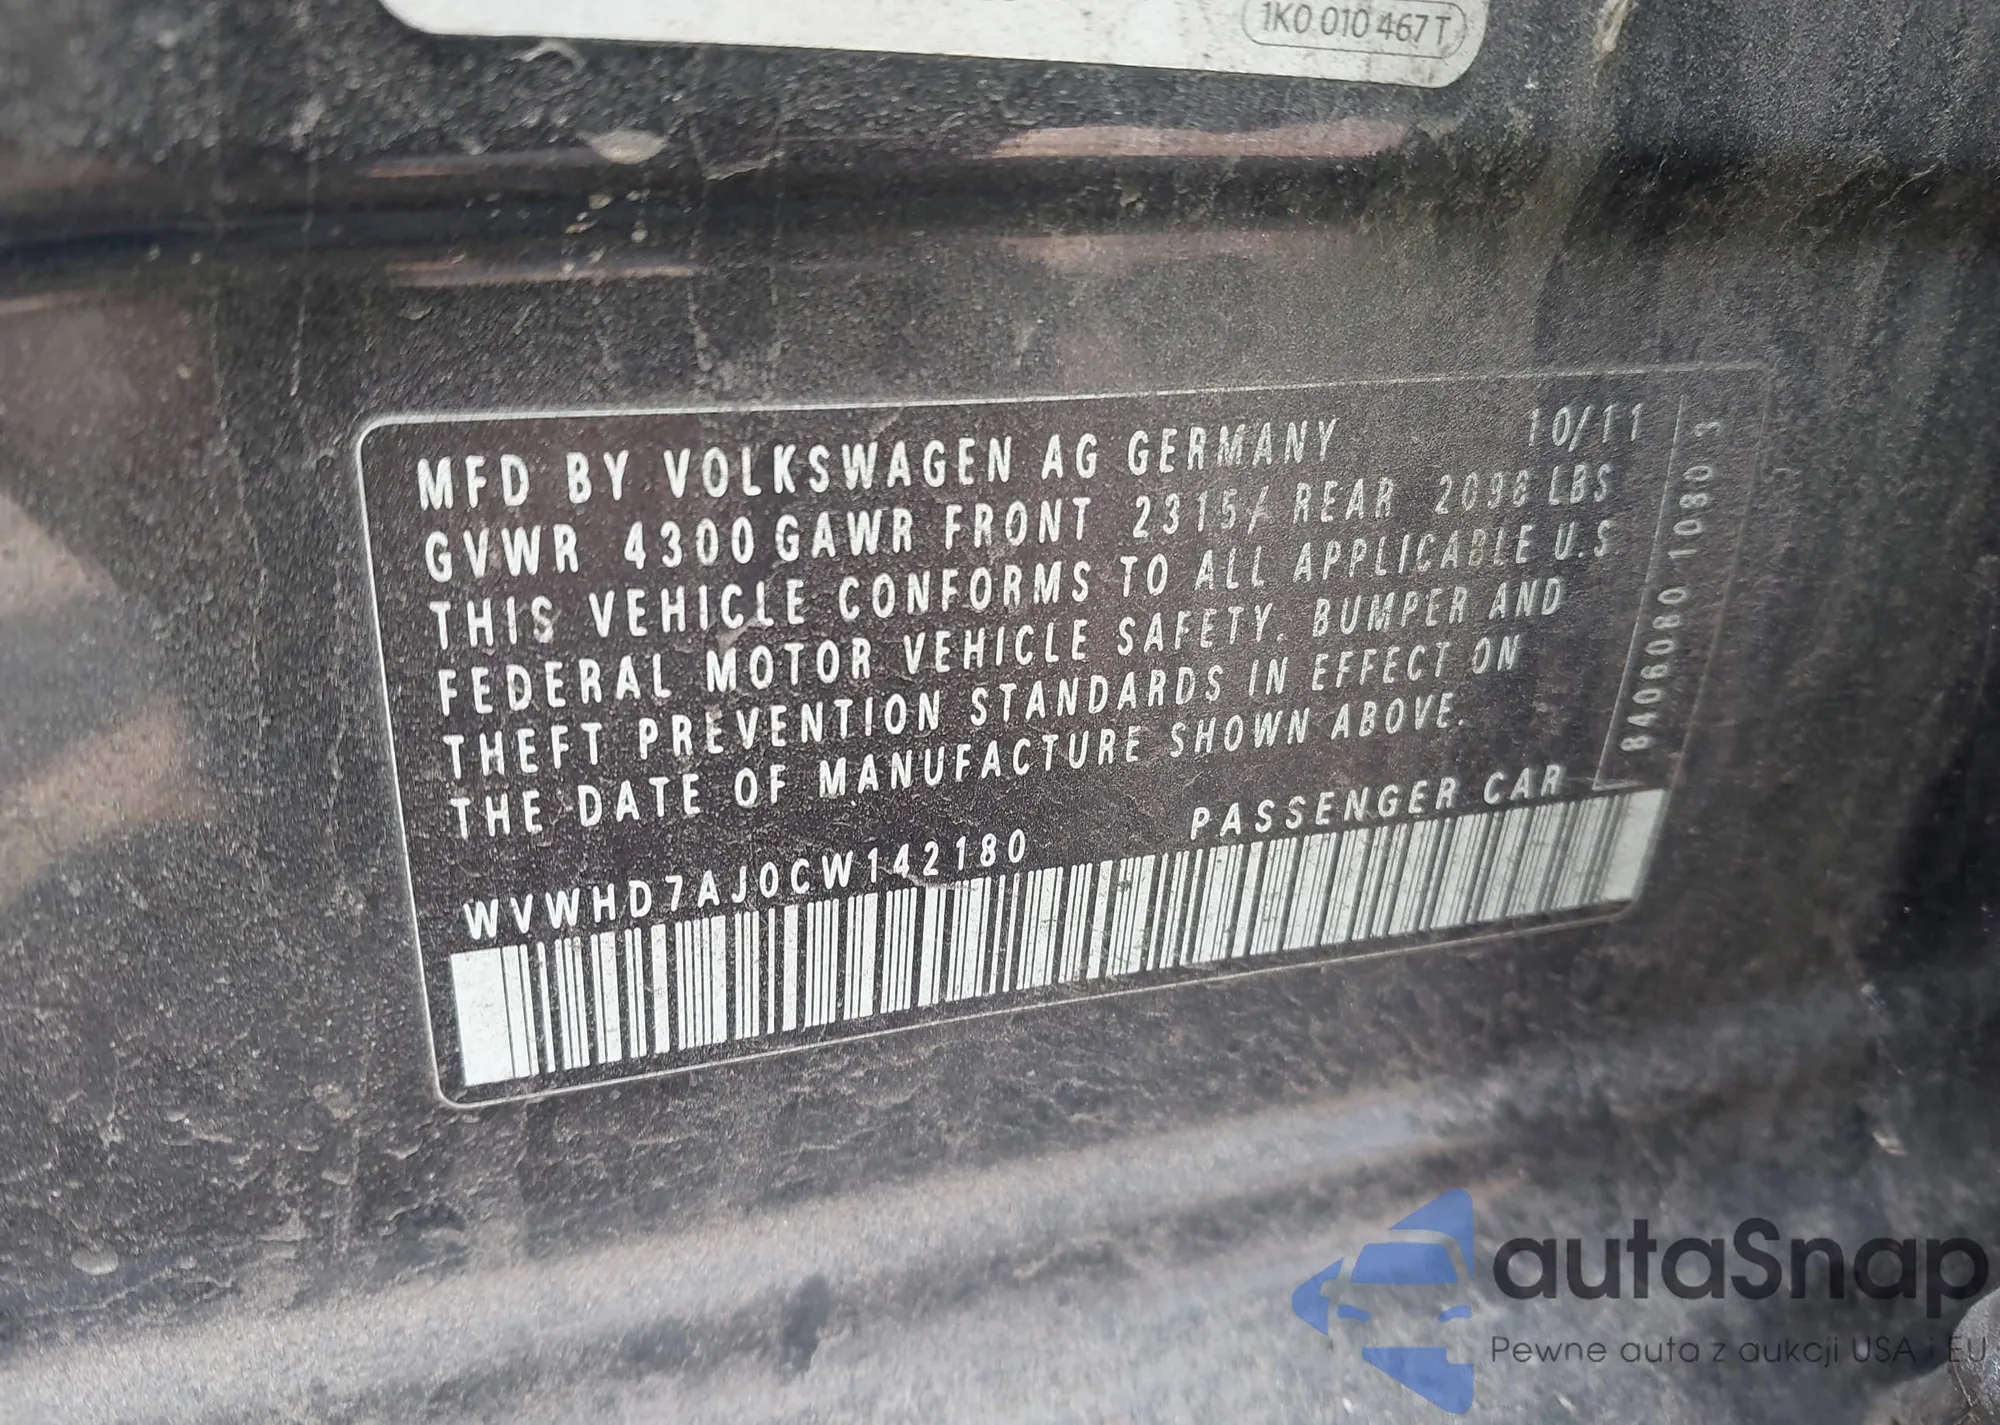 1K0 010 467 T
MFD BY VOLKSWAGEN AG GERMANY 10/11
GVWR 4300 GAWR FRONT 2315/ REAR 2098 LBS
THIS VEHICLE CONFORMS TO ALL APPLICABLE U.S.
FEDERAL MOTOR VEHICLE SAFETY. BUMPER AND
THEFT PREVENTION STANDARDS IN EFFECT ON
THE DATE OF MANUFACTURE SHOWN ABOVE.
WVWHD7AJ0CW142180 PASSENGER CAR
8406080 1080 1
autaSnap
Pewne auta z aukcji USA i EU